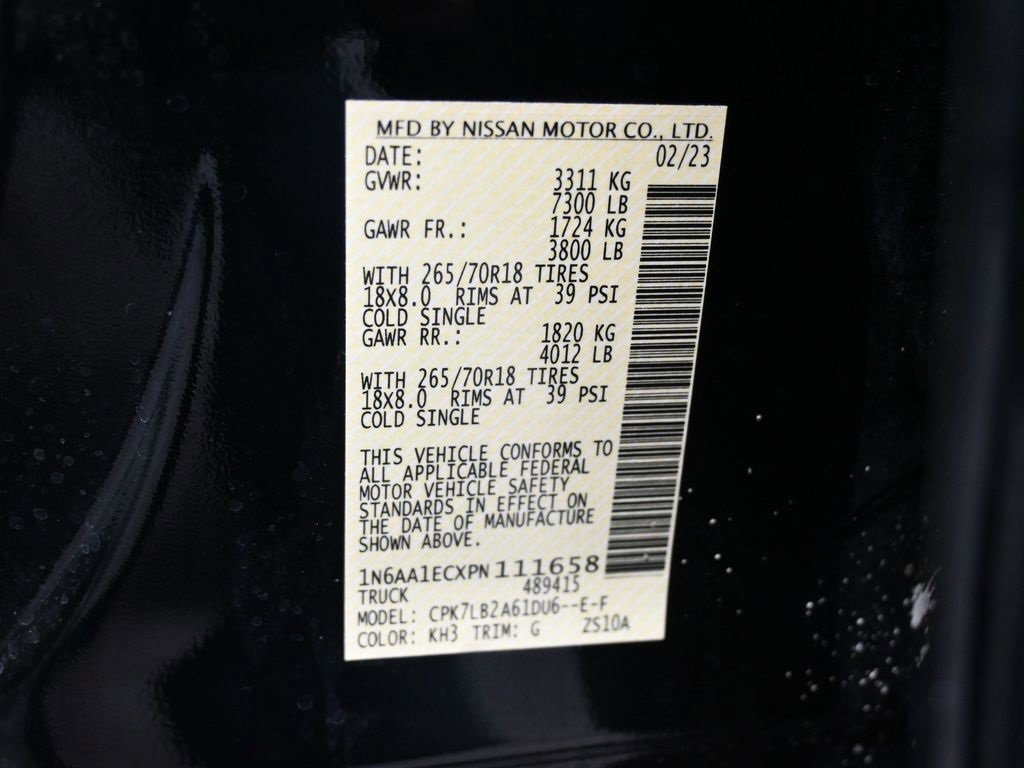 MFD BY NISSAN MOTOR CO., LTD.
DATE: 02/23
GVWR: 3311 KG
7300 LB
GAWR FR.: 1724 KG
3800 LB
WITH 265/70R18 TIRES
18X8.0 RIMS AT 39 PSI
COLD SINGLE
GAWR RR.: 1820 KG
4012 LB
WITH 265/70R18 TIRES
18X8.0 RIMS AT 39 PSI
COLD SINGLE
THIS VEHICLE CONFORMS TO
ALL APPLICABLE FEDERAL
MOTOR VEHICLE SAFETY
STANDARDS IN EFFECT ON
THE DATE OF MANUFACTURE
SHOWN ABOVE.
1N6AA1ECXPN111658
TRUCK 489415
MODEL: CPK7LB2A61DU6--E-F
COLOR: KH3 TRIM: G ZS10A